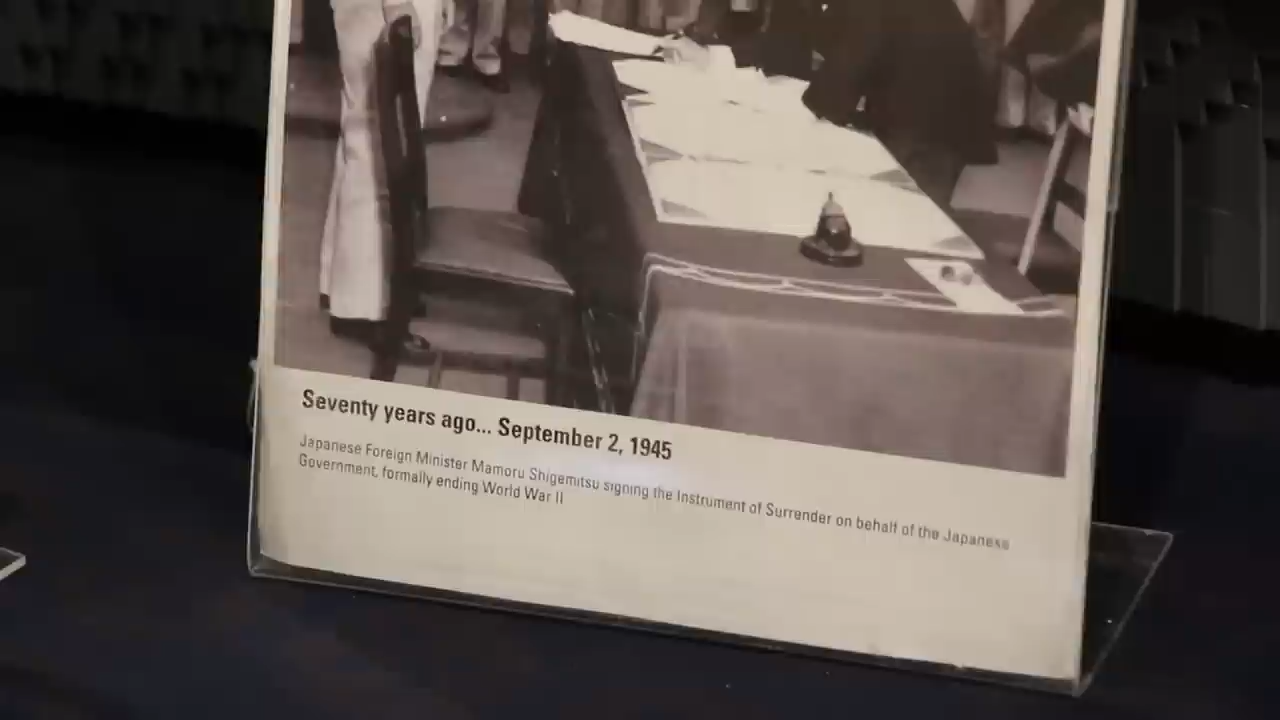 Seventy years ago... September 2, 1945
Japanese Foreign Minister Mamoru Shigemitsu signing the Instrument of Surrender on behalf of the Japanese
Government, formally ending World War II